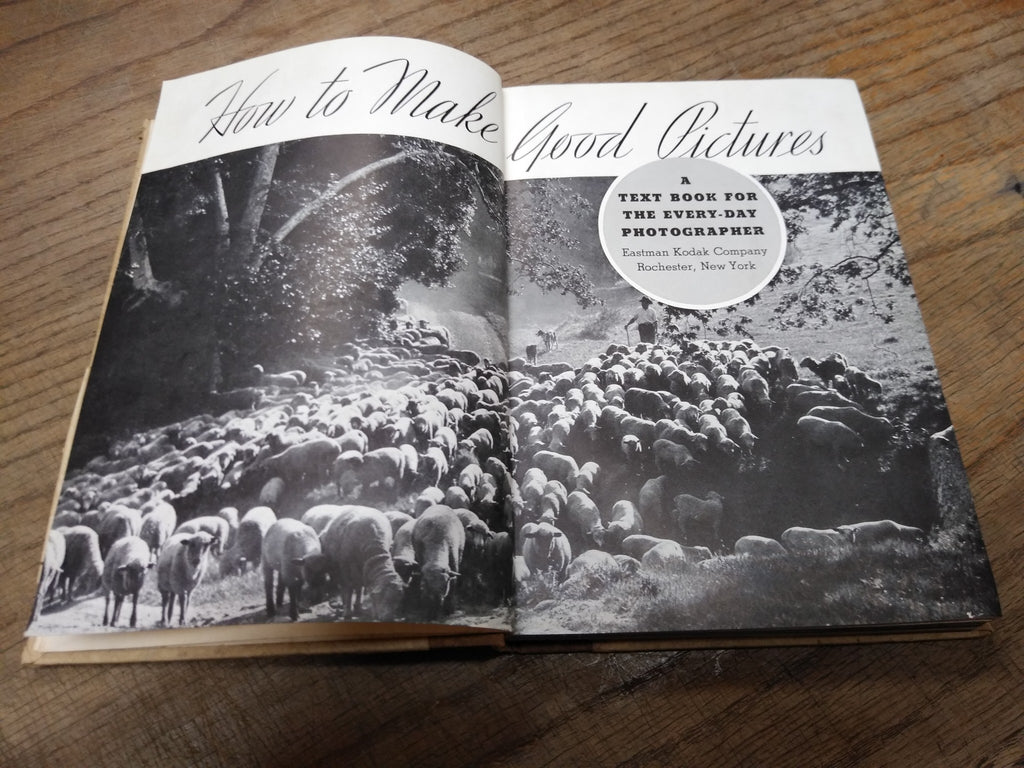 How to Make Good Pictures
A
TEXT BOOK FOR
THE EVERY-DAY
PHOTOGRAPHER
Eastman Kodak Company
Rochester, New York